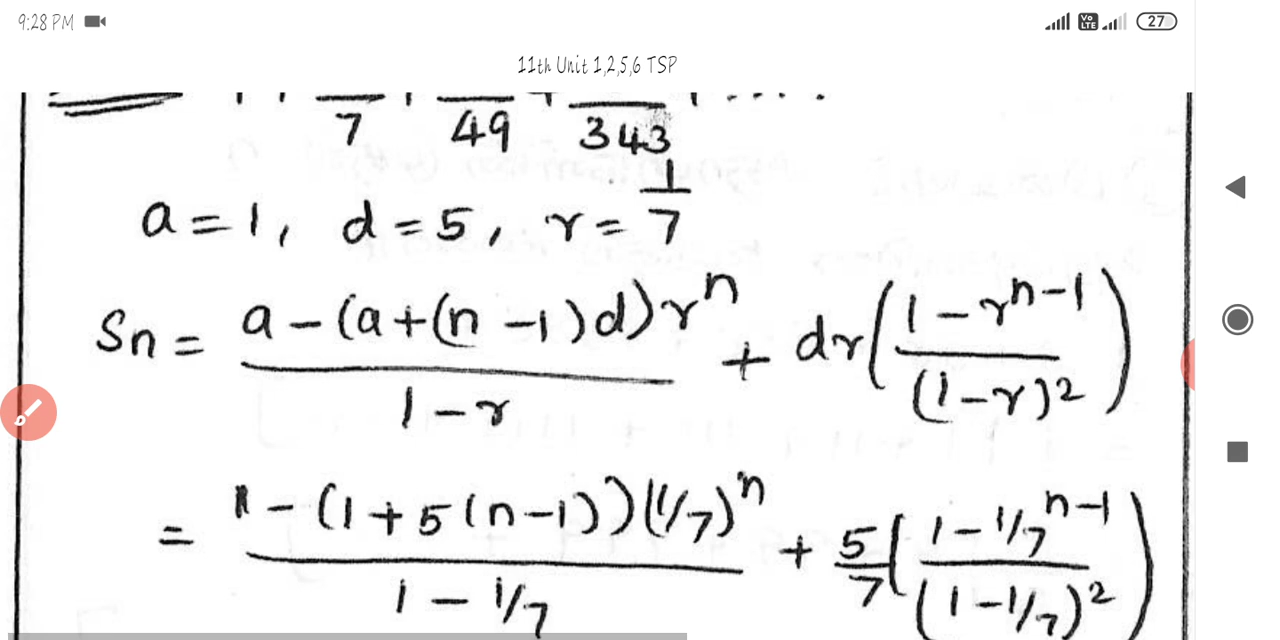 9:28 PM Vo LTE 27
11th Unit 1,2,5,6 TSP
7 49 + 343 + ....
a = 1, d = 5, r = 1/7
Sn = a - (a + (n - 1)d) r^n / 1 - r + dr (1 - r^n-1 / (1 - r)^2)
= 1 - (1 + 5(n - 1))(1/7)^n / 1 - 1/7 + 5/7 (1 - 1/7^n-1 / (1 - 1/7)^2)